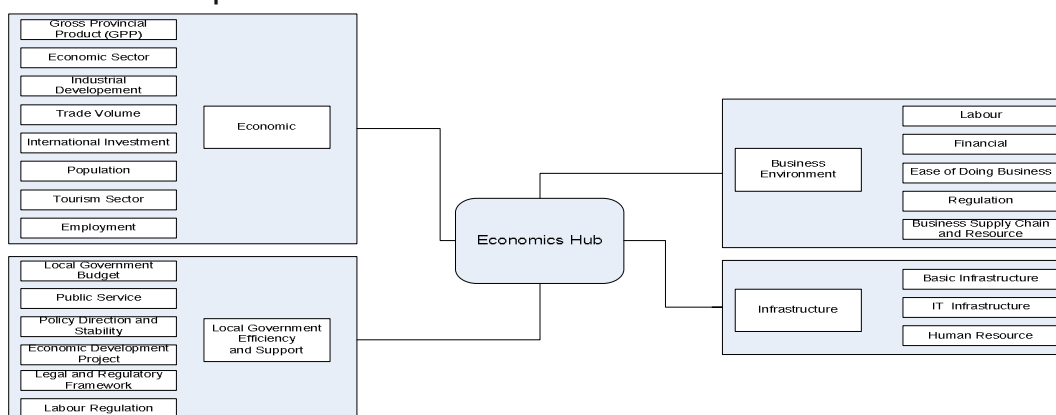 Gross Provincial
Product (GPP)
Economic Sector
Industrial
Developement
Trade Volume
International Investment
Population
Tourism Sector
Employment
Economic
Local Government
Budget
Public Service
Policy Direction and
Stability
Economic Development
Project
Legal and Regulatory
Framework
Labour Regulation
Local Government
Efficiency
and Support
Economics Hub
Business
Environment
Labour
Financial
Ease of Doing Business
Regulation
Business Supply Chain
and Resource
Infrastructure
Basic Infrastructure
IT Infrastructure
Human Resource